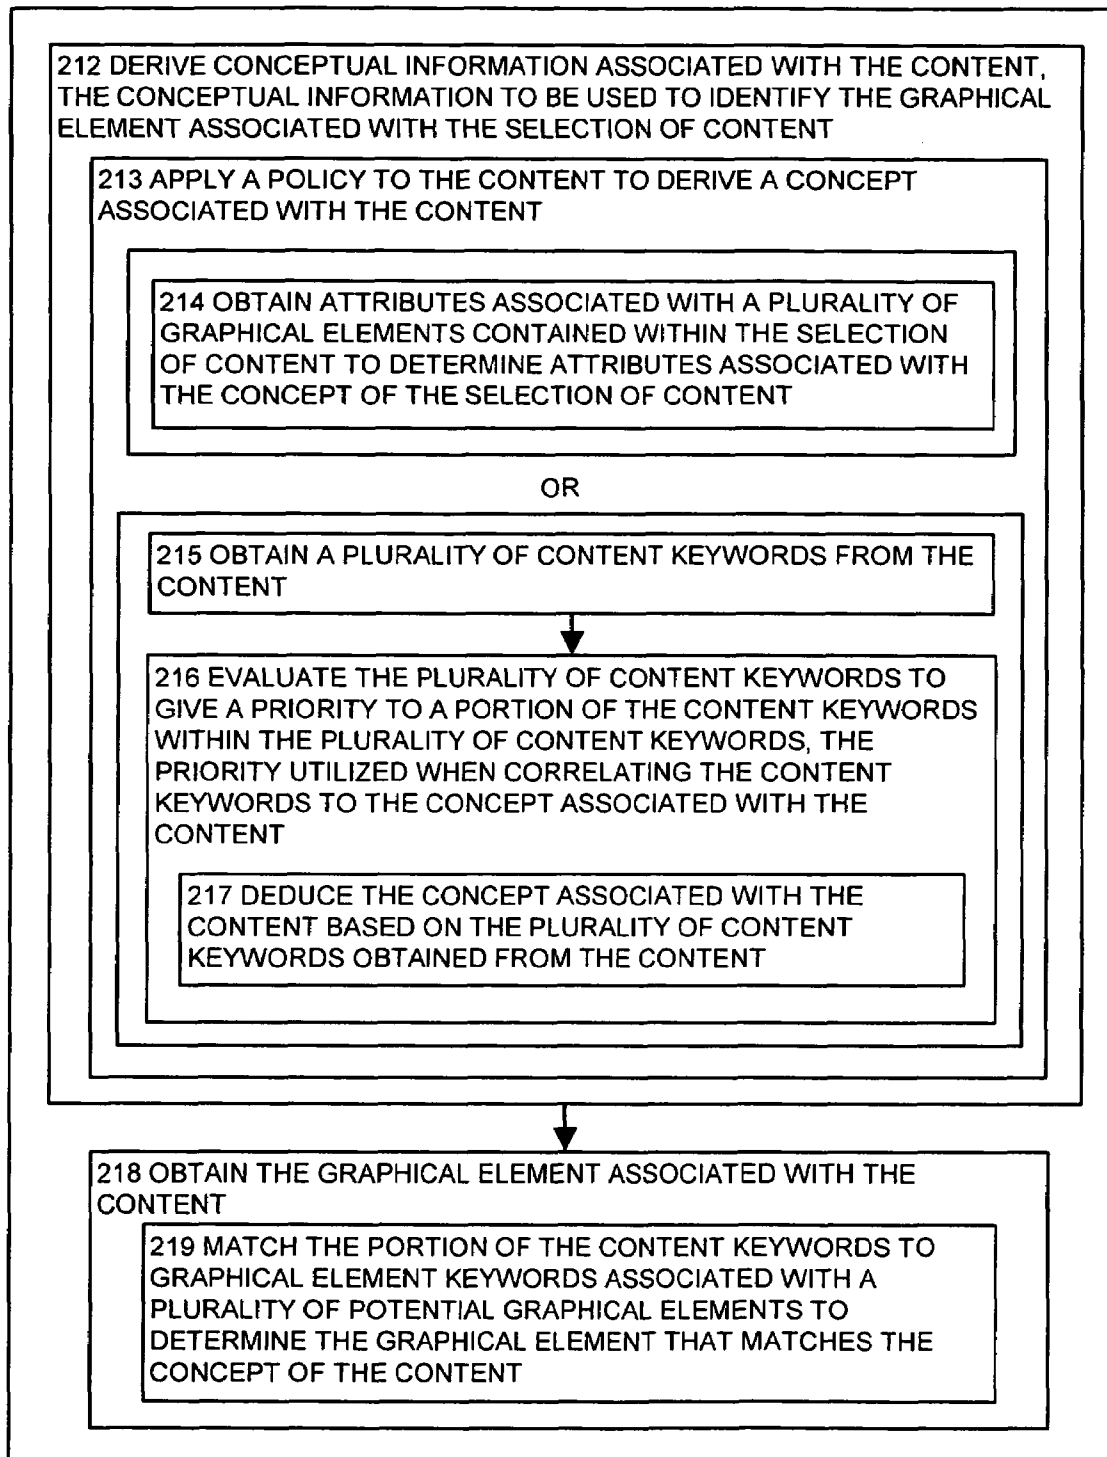 212 DERIVE CONCEPTUAL INFORMATION ASSOCIATED WITH THE CONTENT,
THE CONCEPTUAL INFORMATION TO BE USED TO IDENTIFY THE GRAPHICAL
ELEMENT ASSOCIATED WITH THE SELECTION OF CONTENT
213 APPLY A POLICY TO THE CONTENT TO DERIVE A CONCEPT
ASSOCIATED WITH THE CONTENT
214 OBTAIN ATTRIBUTES ASSOCIATED WITH A PLURALITY OF
GRAPHICAL ELEMENTS CONTAINED WITHIN THE SELECTION
OF CONTENT TO DETERMINE ATTRIBUTES ASSOCIATED WITH
THE CONCEPT OF THE SELECTION OF CONTENT
OR
215 OBTAIN A PLURALITY OF CONTENT KEYWORDS FROM THE
CONTENT
216 EVALUATE THE PLURALITY OF CONTENT KEYWORDS TO
GIVE A PRIORITY TO A PORTION OF THE CONTENT KEYWORDS
WITHIN THE PLURALITY OF CONTENT KEYWORDS, THE
PRIORITY UTILIZED WHEN CORRELATING THE CONTENT
KEYWORDS TO THE CONCEPT ASSOCIATED WITH THE
CONTENT
217 DEDUCE THE CONCEPT ASSOCIATED WITH THE
CONTENT BASED ON THE PLURALITY OF CONTENT
KEYWORDS OBTAINED FROM THE CONTENT
218 OBTAIN THE GRAPHICAL ELEMENT ASSOCIATED WITH THE
CONTENT
219 MATCH THE PORTION OF THE CONTENT KEYWORDS TO
GRAPHICAL ELEMENT KEYWORDS ASSOCIATED WITH A
PLURALITY OF POTENTIAL GRAPHICAL ELEMENTS TO
DETERMINE THE GRAPHICAL ELEMENT THAT MATCHES THE
CONCEPT OF THE CONTENT